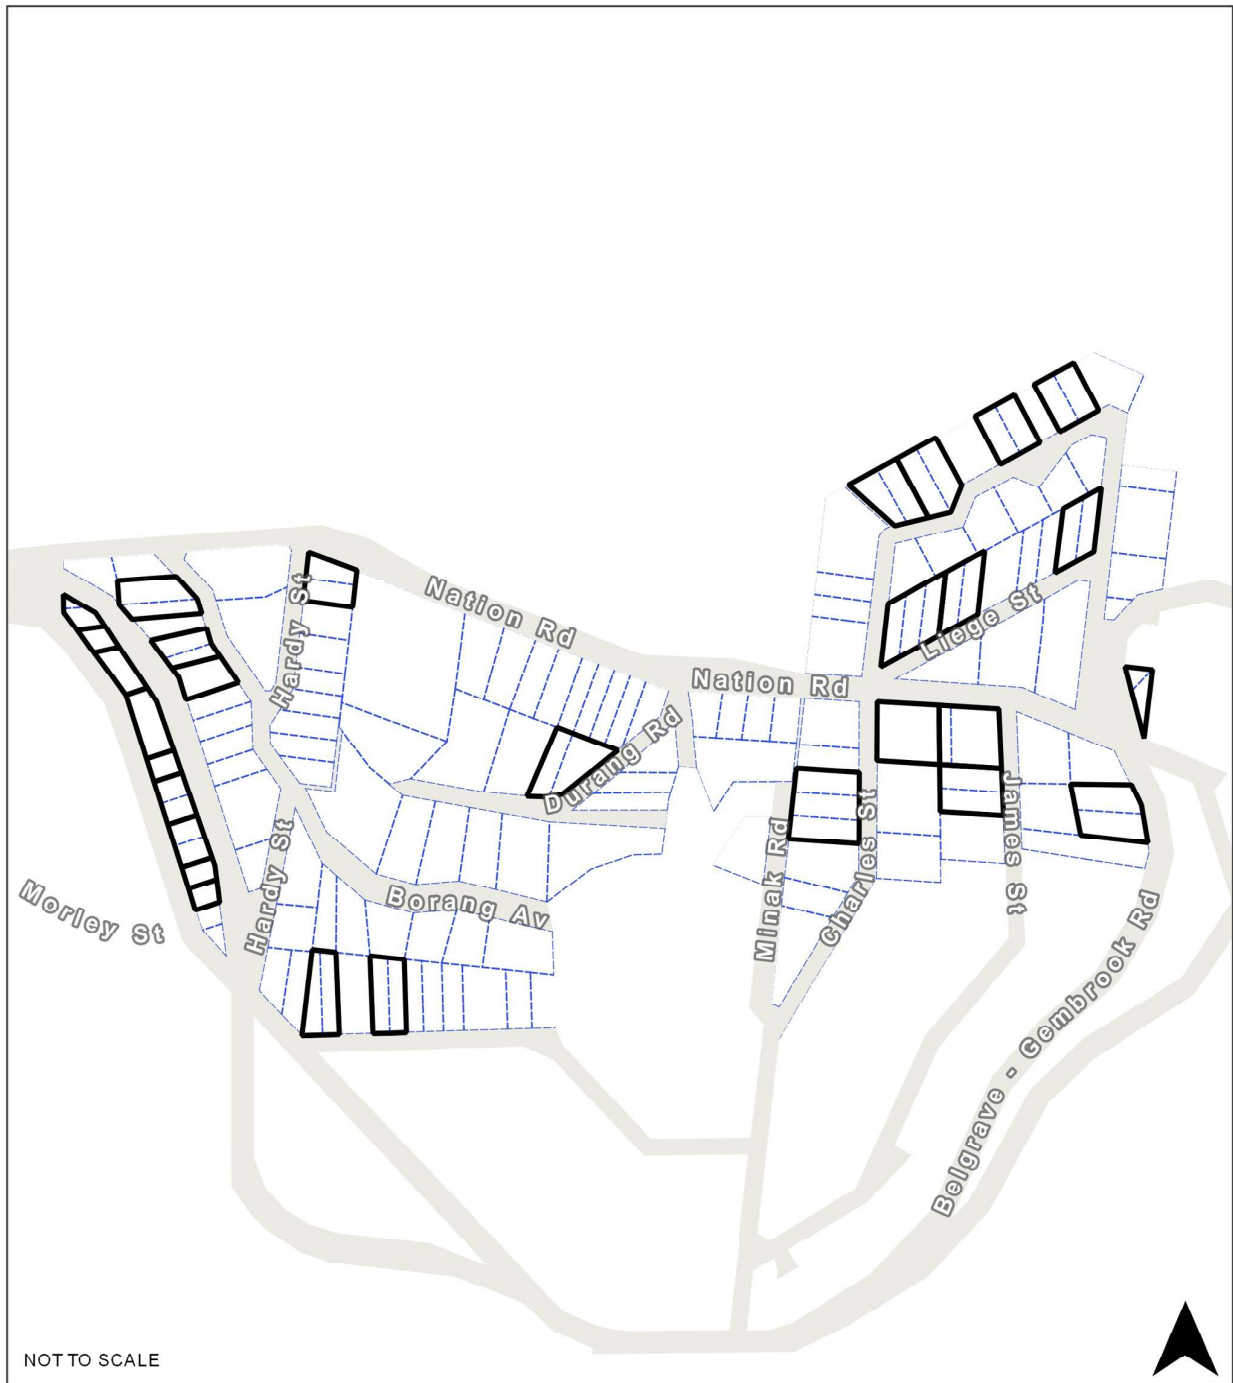 Nation Rd
Hardy St
Liege St
Nation Rd
Durang Rd
James St
Charles St
Minak Rd
Hardy St
Borang Av
Morley St
Belgrave - Gembrook Rd
NOT TO SCALE